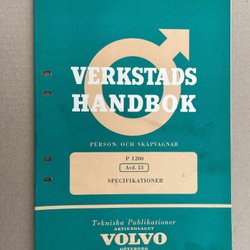 VERKSTADS
HANDBOK
PERSON- OCH SKÅPVAGNAR
P 1200
Avd. 13
SPECIFIKATIONER
Tekniska Publikationer
AKTIEBOLAGET
VOLVO
GÖTEBORG